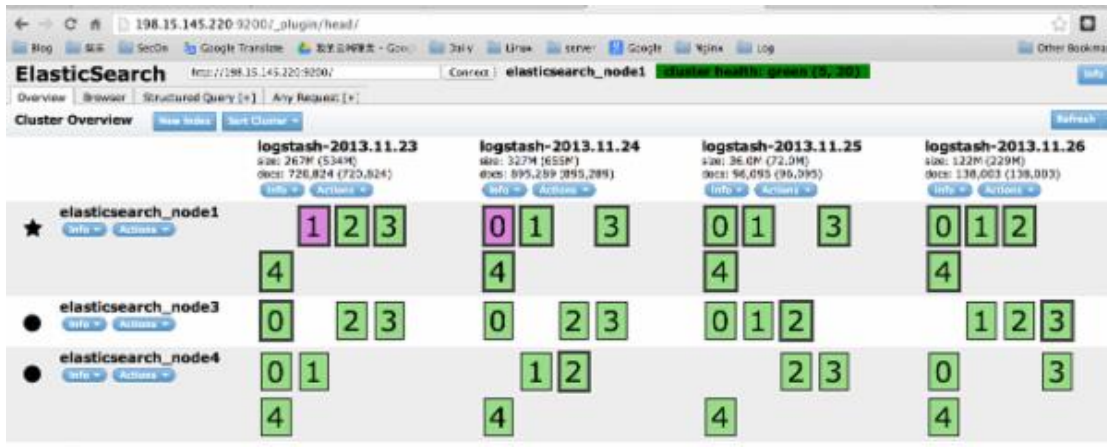 198.15.145.220:9200/_plugin/head/
Blog SecOn Google Translate Daily Linux server Google Nginx Log Other Bookma
ElasticSearch http://198.15.145.220:9200/ Connect elasticsearch_node1 cluster health: green (5, 20) Info
Overview Browser Structured Query [+] Any Request [+]
Cluster Overview New Index Sort Cluster Refresh
logstash-2013.11.23 logstash-2013.11.24 logstash-2013.11.25 logstash-2013.11.26
size: 267M (534M) size: 327M (655M) size: 36.0M (72.0M) size: 122M (229M)
docs: 895,289 (895,289) docs: 96,095 (96,095) docs: 138,003 (138,003)
Info Actions Info Actions Info Actions Info Actions
elasticsearch_node1 1 2 3 0 1 3 0 1 3 0 1 2
Info Actions
4 4 4 4
elasticsearch_node3 0 2 3 0 2 3 0 1 2 1 2 3
Info Actions
elasticsearch_node4 0 1 1 2 2 3 0 3
Info Actions
4 4 4 4